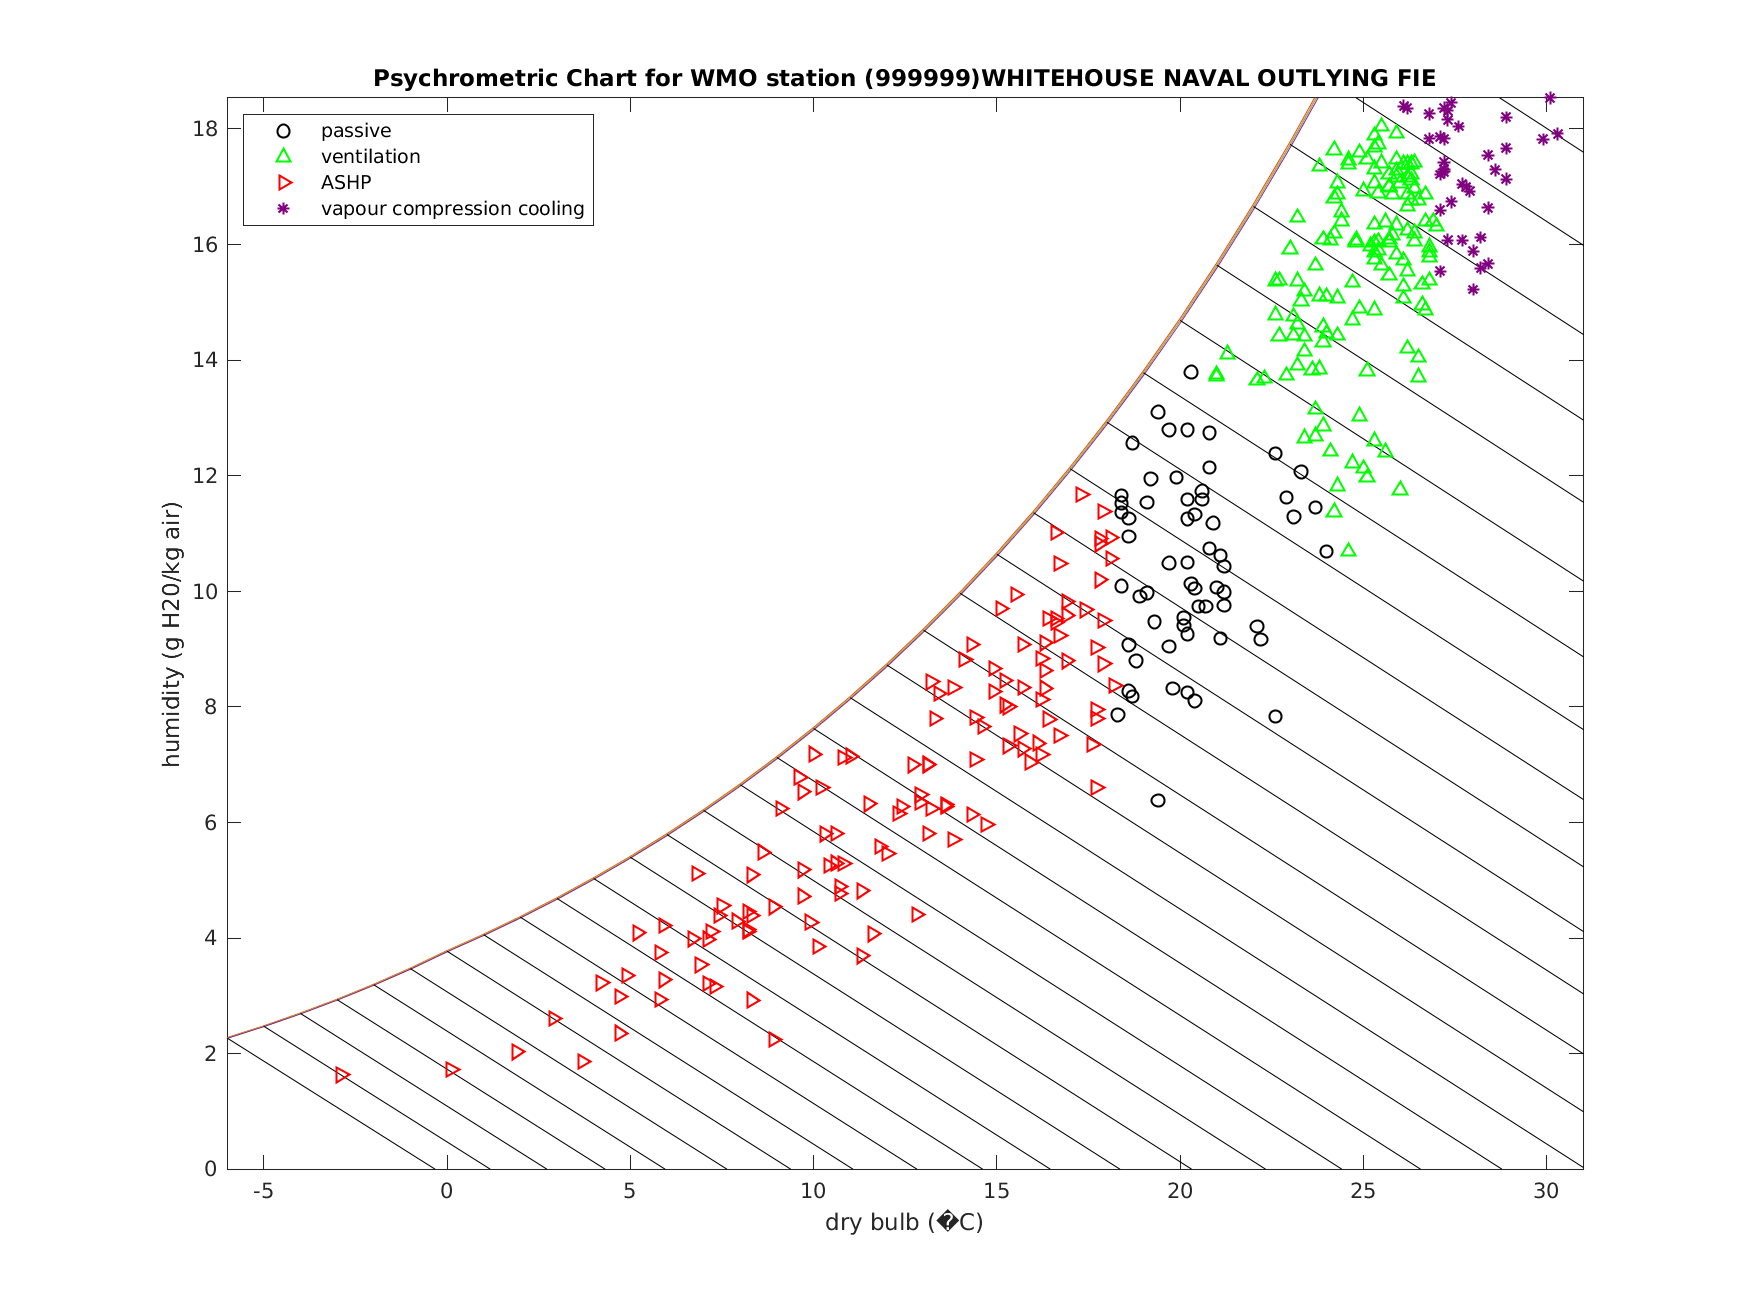 Psychrometric Chart for WMO station (999999)WHITEHOUSE NAVAL OUTLYING FIE
passive
ventilation
ASHP
vapour compression cooling
18
16
14
12
10
8
6
4
2
0
humidity (g H20/kg air)
-5
0
5
10
15
20
25
30
dry bulb (�C)